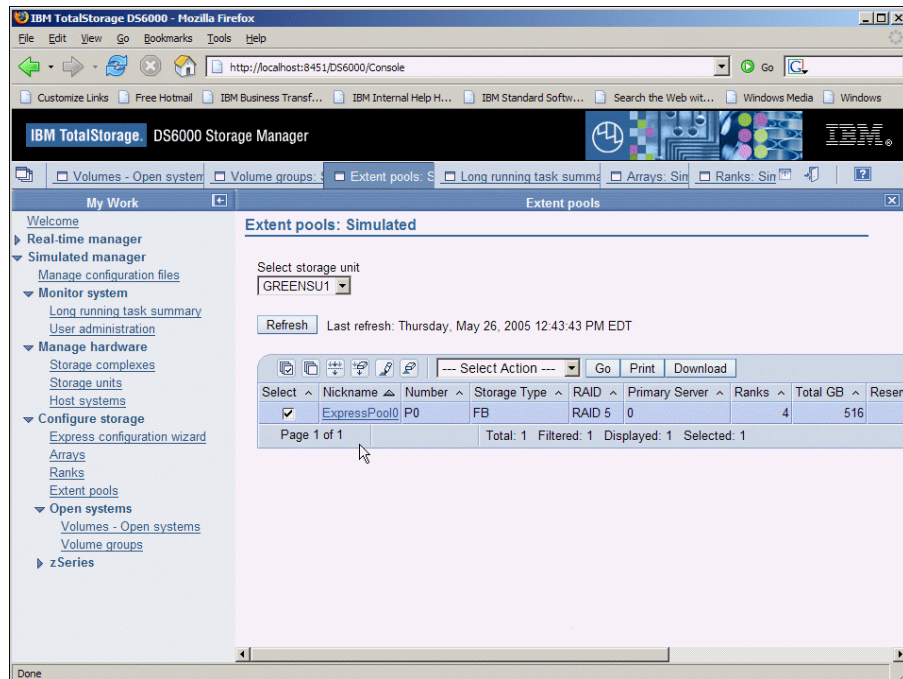 IBM TotalStorage DS6000 - Mozilla Firefox
File Edit View Go Bookmarks Tools Help
http://localhost:8451/DS6000/Console Go G
Customize Links Free Hotmail IBM Business Transf... IBM Internal Help H... IBM Standard Softw... Search the Web wit... Windows Media Windows
IBM TotalStorage. DS6000 Storage Manager IBM
Volumes - Open system Volume groups: S Extent pools: S Long running task summa Arrays: Sim Ranks: Sim ?
My Work Extent pools
Welcome
Real-time manager
Simulated manager
Manage configuration files
Monitor system
Long running task summary
User administration
Manage hardware
Storage complexes
Storage units
Host systems
Configure storage
Express configuration wizard
Arrays
Ranks
Extent pools
Open systems
Volumes - Open systems
Volume groups
zSeries
Extent pools: Simulated
Select storage unit
GREENSU1
Refresh Last refresh: Thursday, May 26, 2005 12:43:43 PM EDT
--- Select Action --- Go Print Download
Select Nickname Number Storage Type RAID Primary Server Ranks Total GB Reser
ExpressPool0 P0 FB RAID 5 0 4 516
Page 1 of 1 Total: 1 Filtered: 1 Displayed: 1 Selected: 1
Done